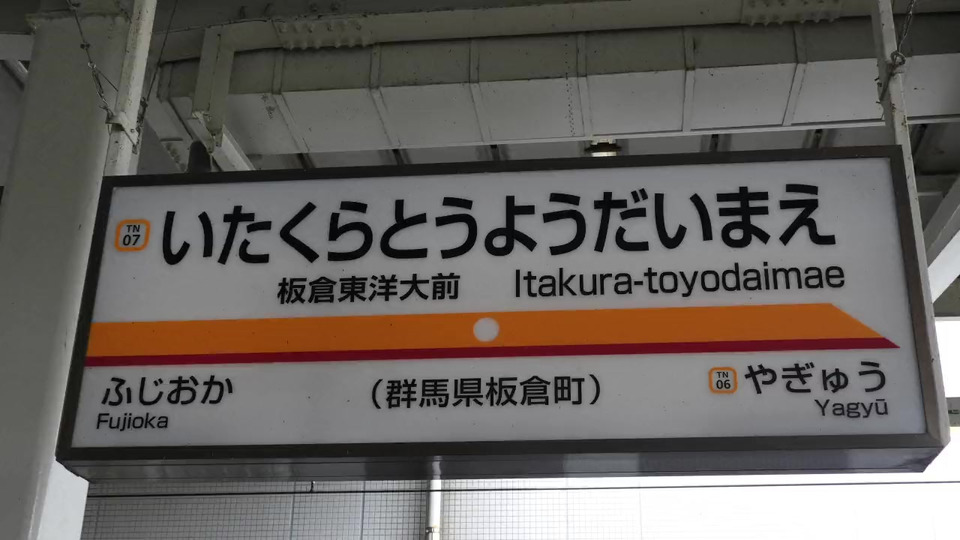 TN 07 いたくらとうようだいまえ
板倉東洋大前 Itakura-toyodaimae
ふじおか (群馬県板倉町) TN 06 やぎゅう
Fujioka Yagyū